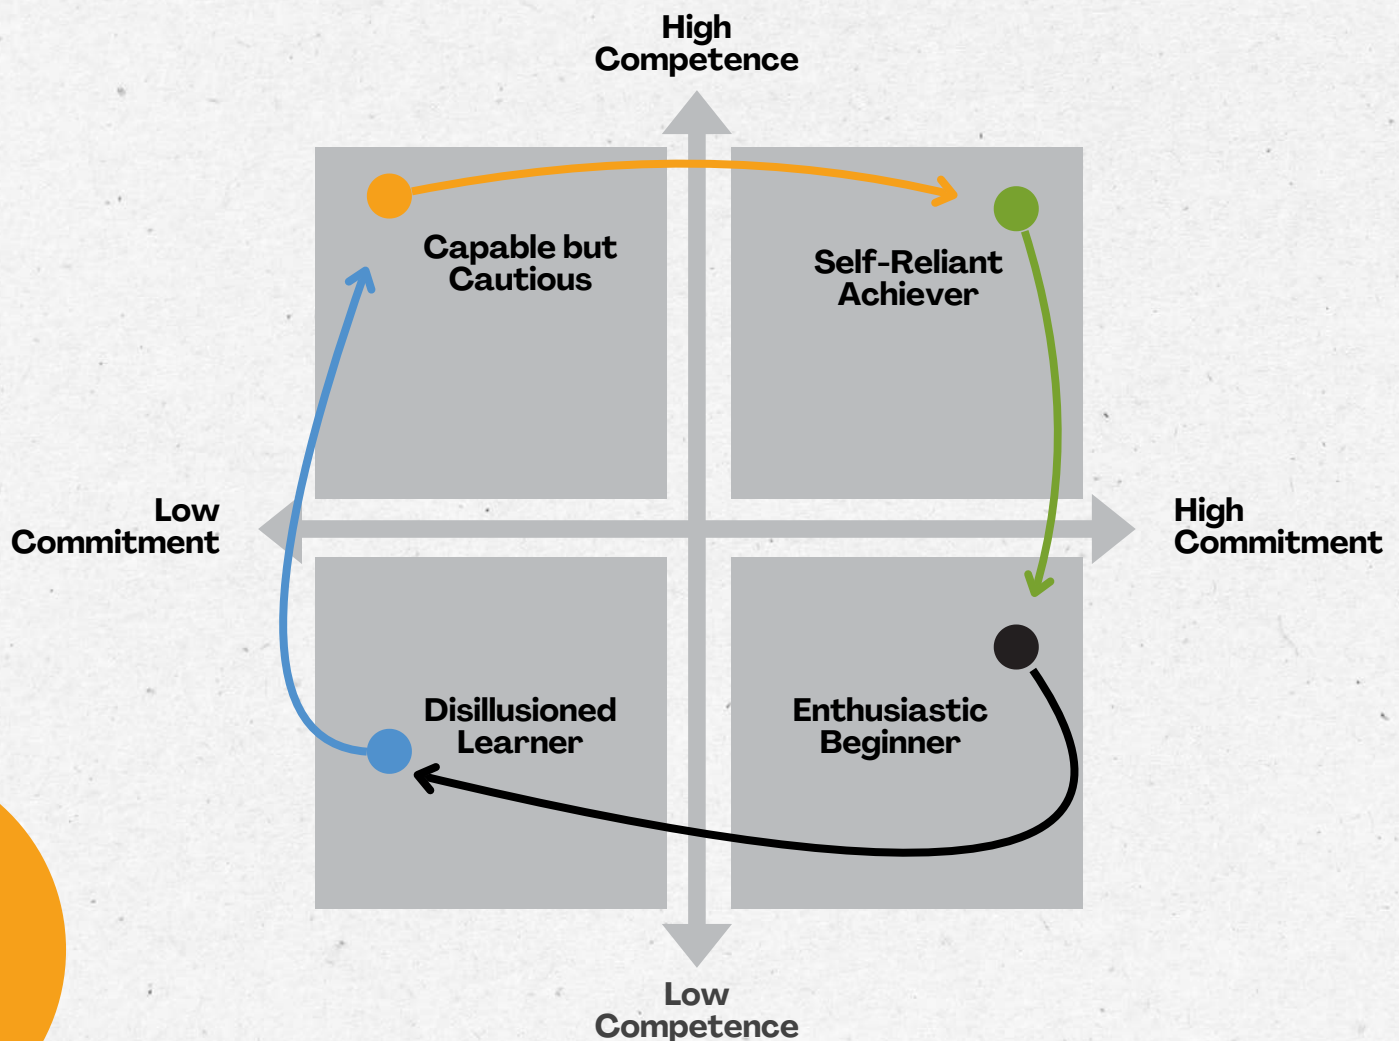 High
Competence
Capable but
Cautious
Self-Reliant
Achiever
Low
Commitment
High
Commitment
Disillusioned
Learner
Enthusiastic
Beginner
Low
Competence